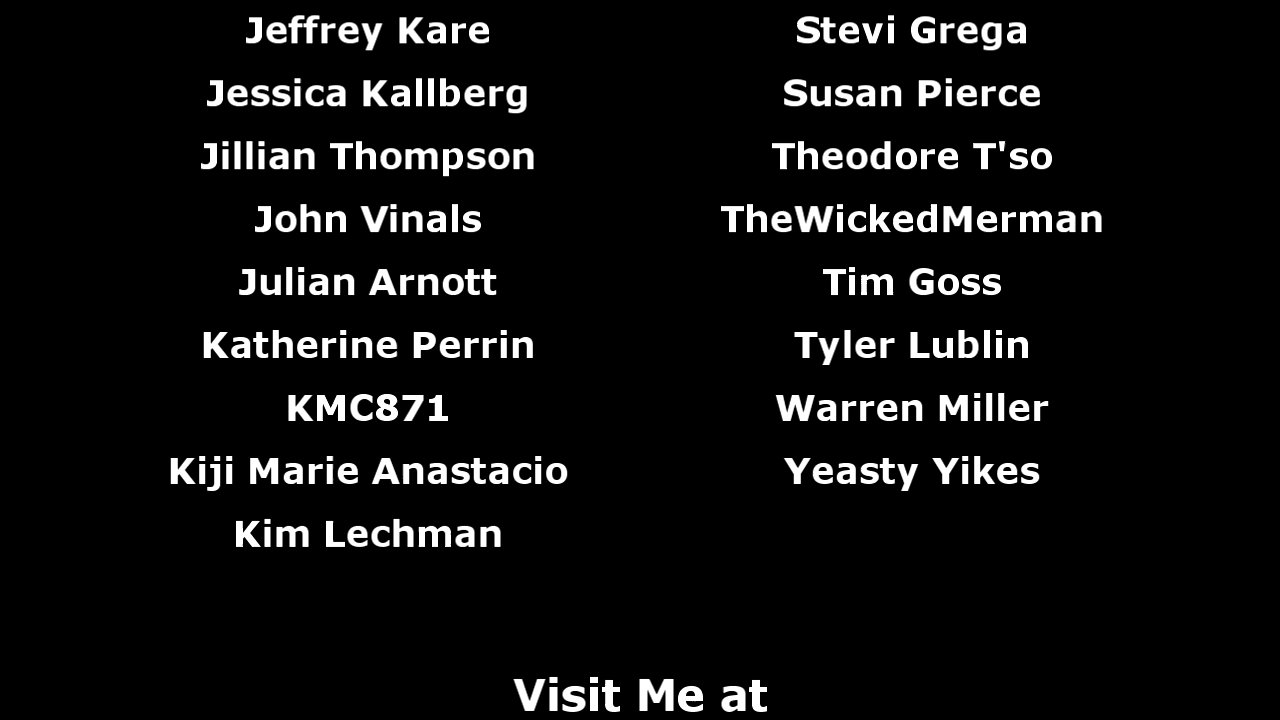 Jeffrey Kare
Jessica Kallberg
Jillian Thompson
John Vinals
Julian Arnott
Katherine Perrin
KMC871
Kiji Marie Anastacio
Kim Lechman
Stevi Grega
Susan Pierce
Theodore T'so
TheWickedMerman
Tim Goss
Tyler Lublin
Warren Miller
Yeasty Yikes
Visit Me at